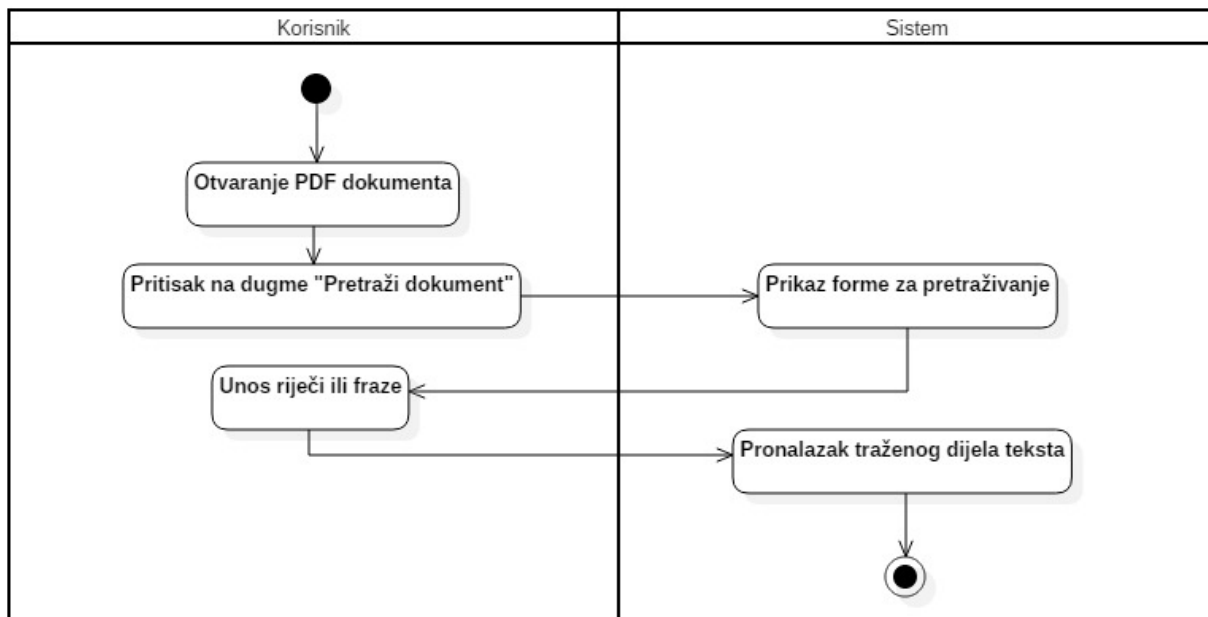 Korisnik
Sistem
Otvaranje PDF dokumenta
Pritisak na dugme "Pretraži dokument"
Prikaz forme za pretraživanje
Unos riječi ili fraze
Pronalazak traženog dijela teksta